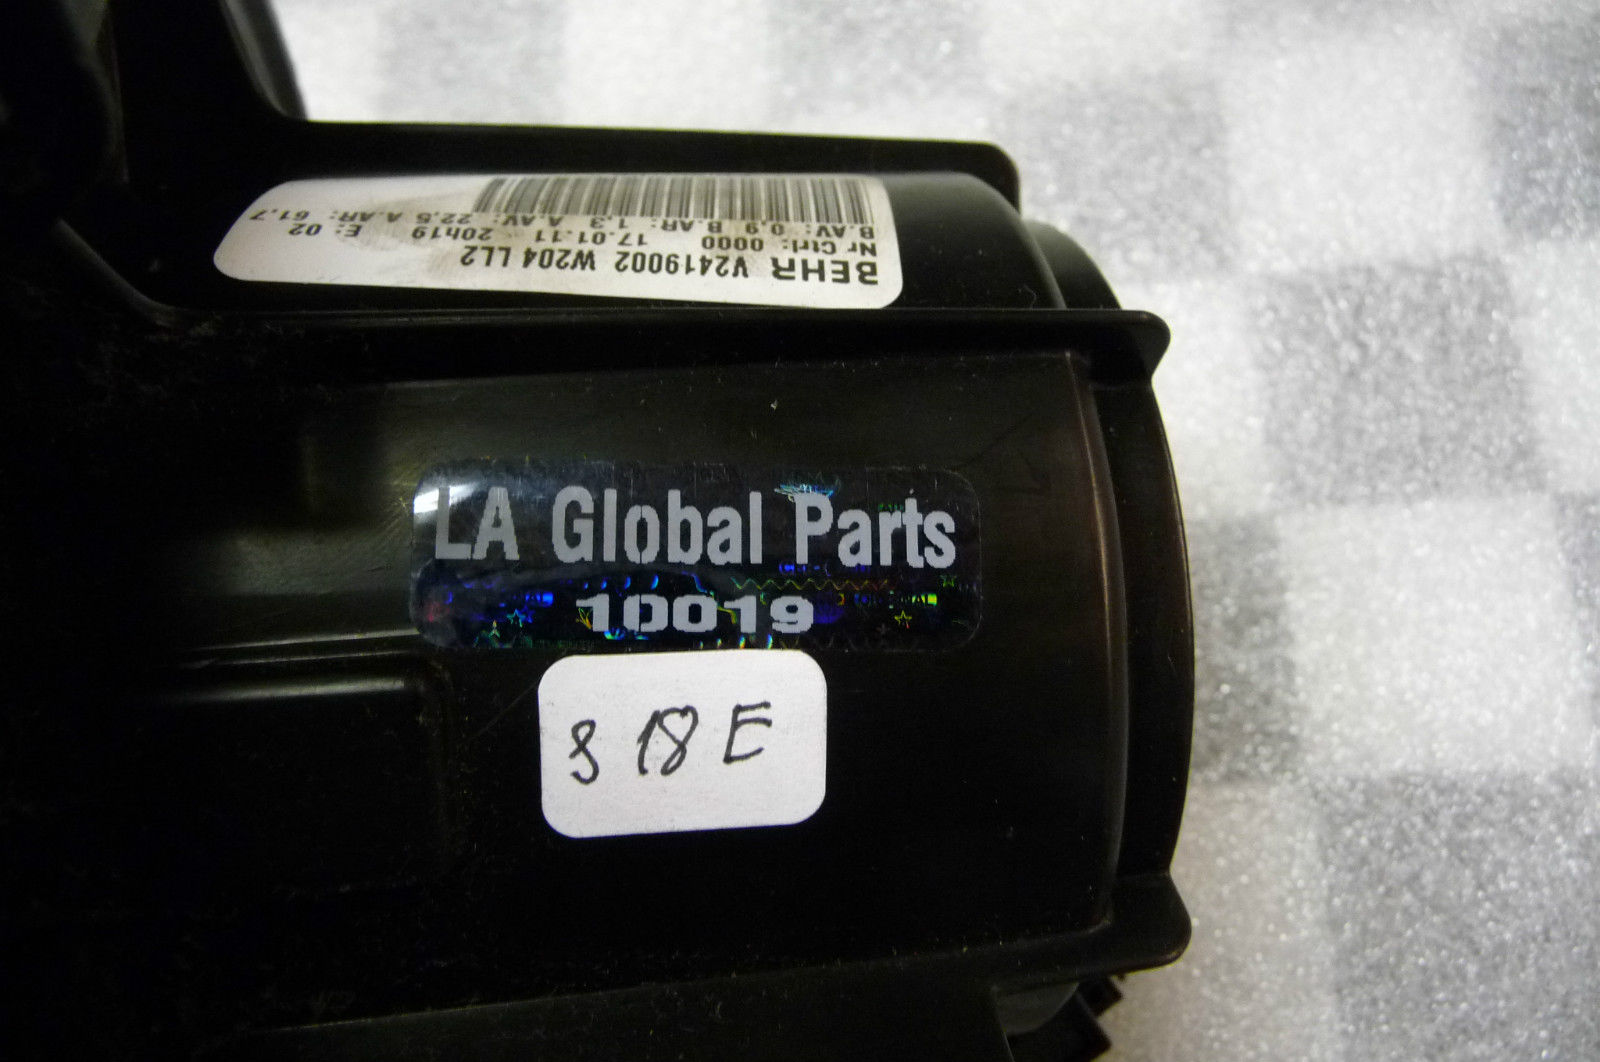 BEHR V2419002 W204 LL2
Nr Ctrl: 0000 17.01.11 20h19 E: 02
B.AV: 0,9 B.AR: 1,3 A.AV: 22,5 A.AR: 61,7
LA Global Parts
10019
S 18 E